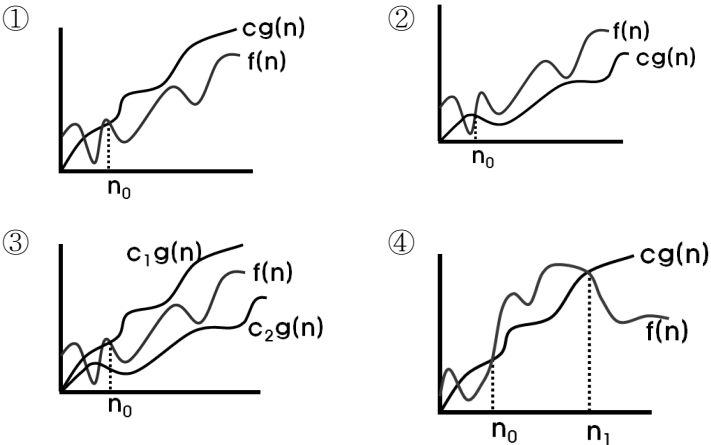 ①
cg(n)
f(n)
n₀
②
f(n)
cg(n)
n₀
③
c₁g(n)
f(n)
c₂g(n)
n₀
④
cg(n)
f(n)
n₀
n₁